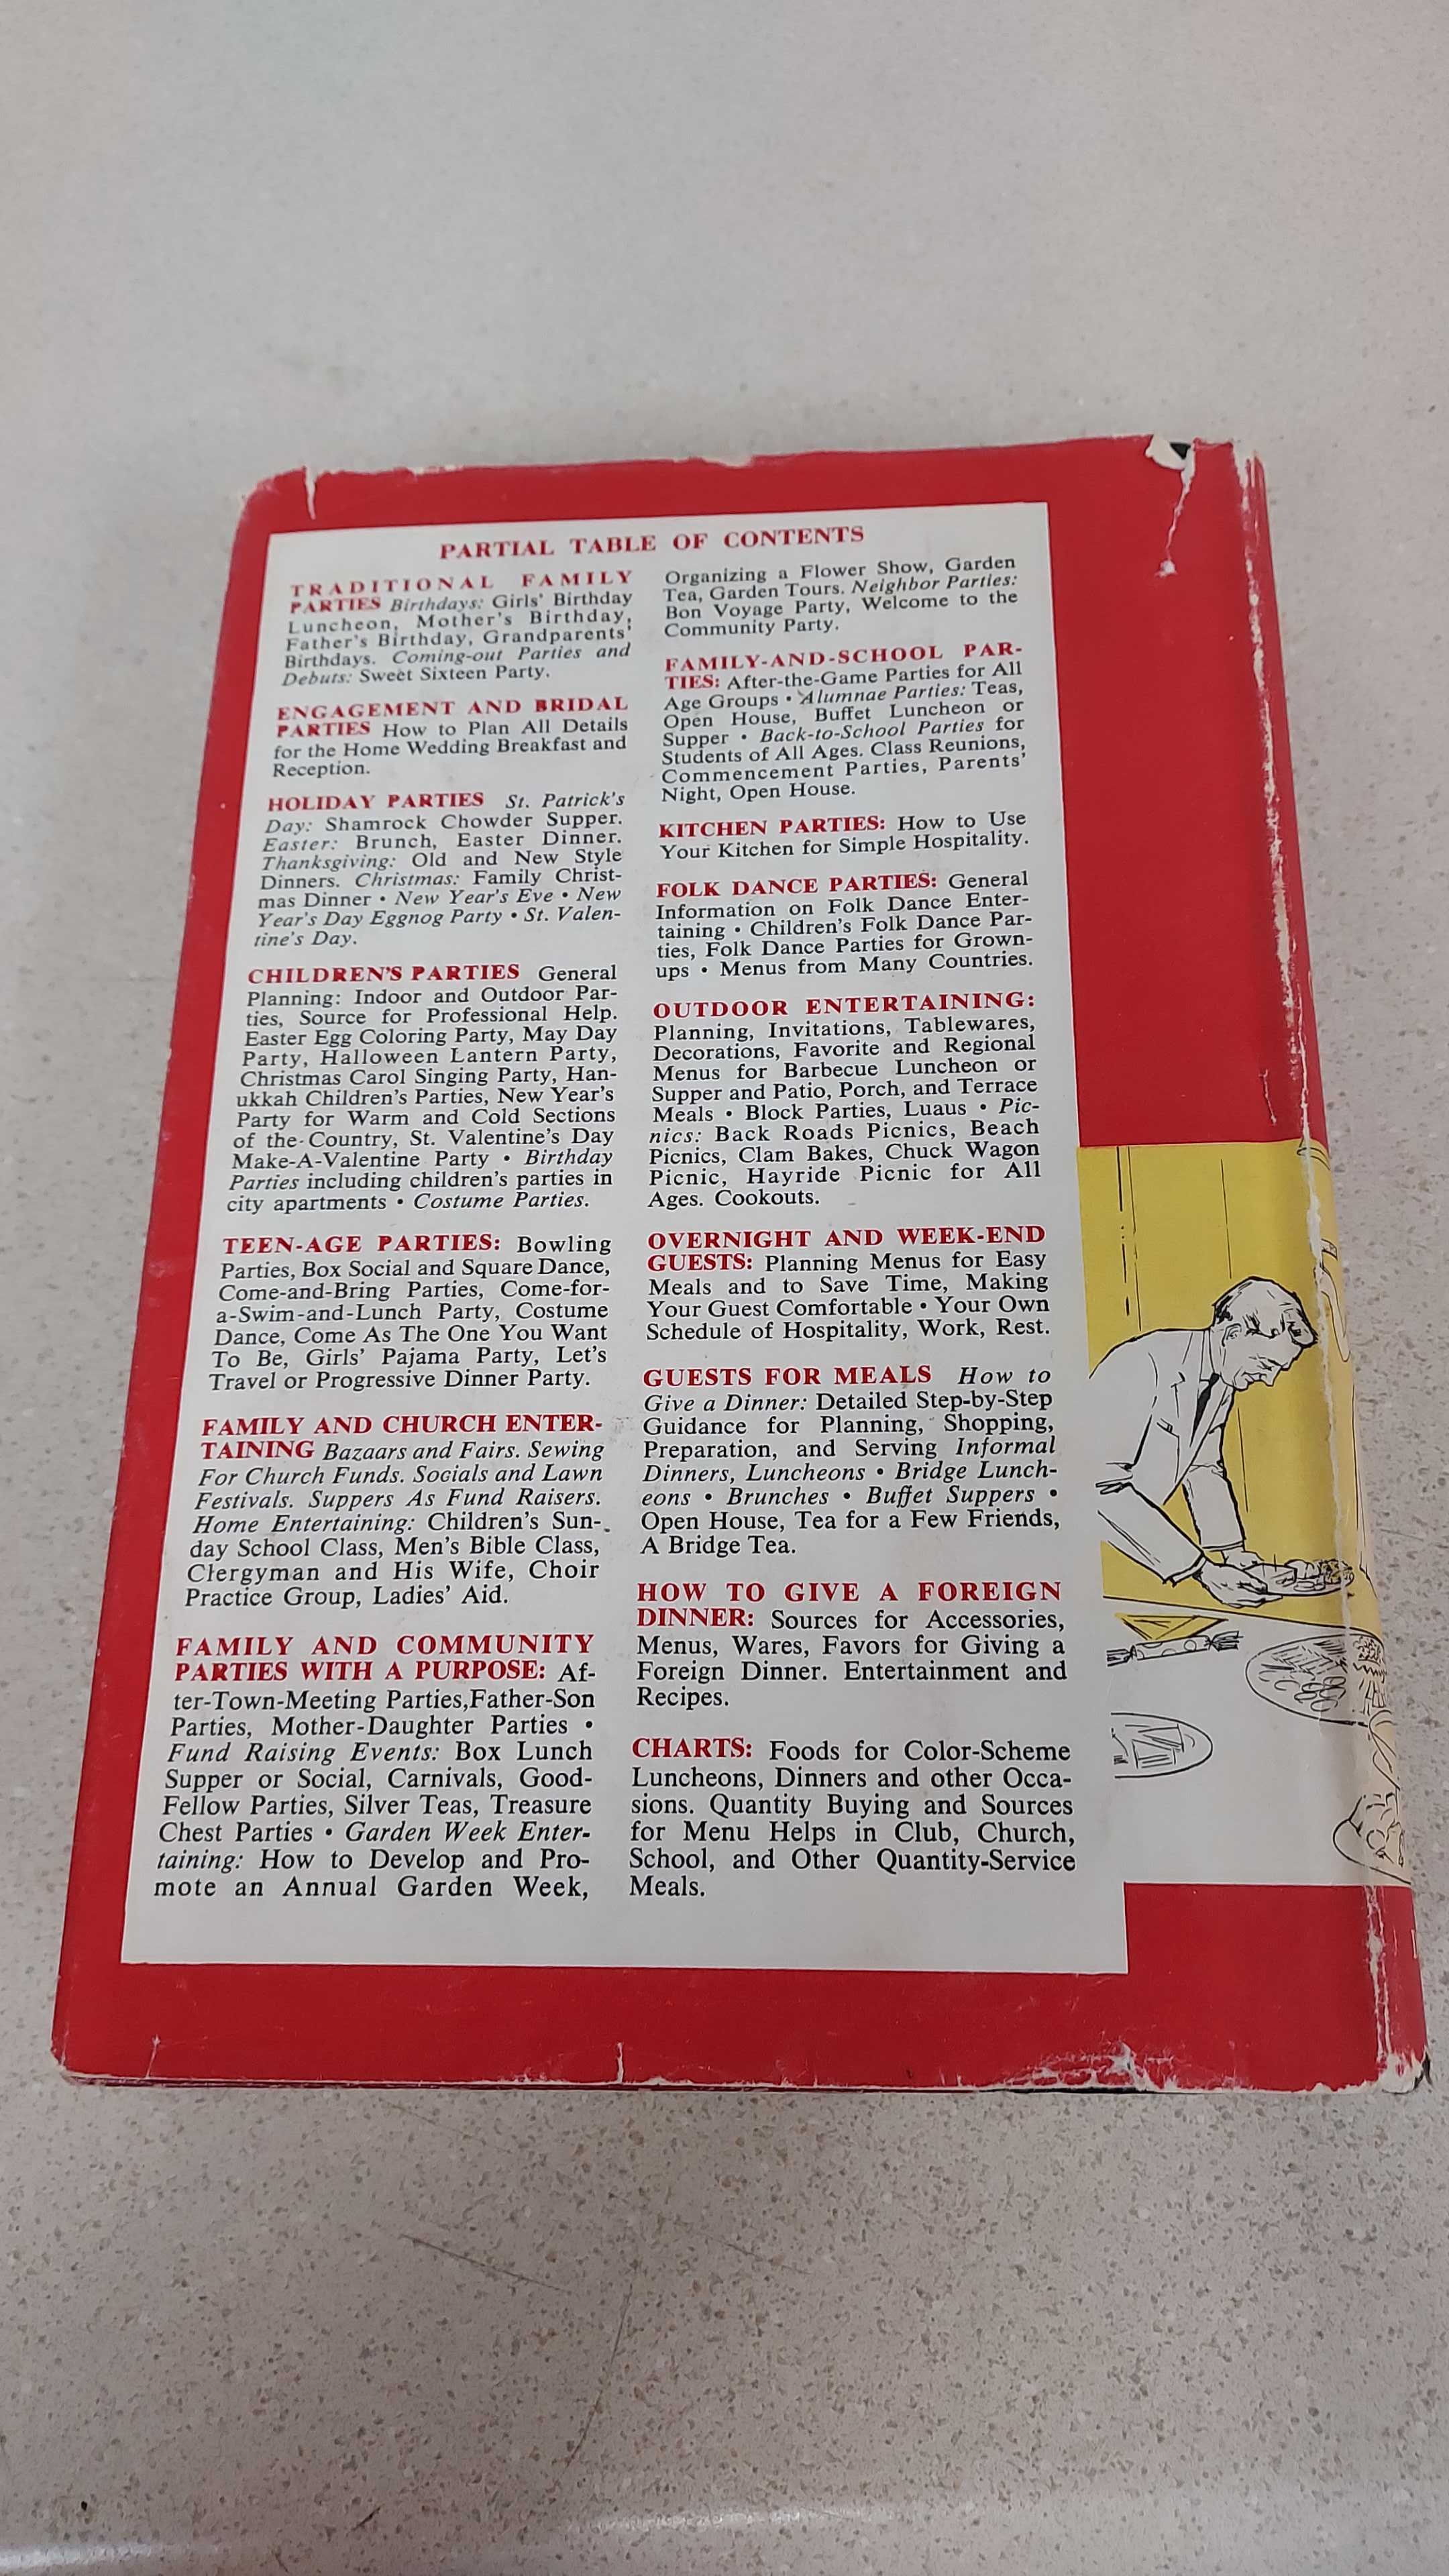 PARTIAL TABLE OF CONTENTS
TRADITIONAL FAMILY
PARTIES Birthdays: Girls' Birthday
Luncheon, Mother's Birthday,
Father's Birthday, Grandparents'
Birthdays. Coming-out Parties and
Debuts: Sweet Sixteen Party.
ENGAGEMENT AND BRIDAL
PARTIES How to Plan All Details
for the Home Wedding Breakfast and
Reception.
HOLIDAY PARTIES St. Patrick's
Day: Shamrock Chowder Supper.
Easter: Brunch, Easter Dinner.
Thanksgiving: Old and New Style
Dinners. Christmas: Family Christ-
mas Dinner • New Year's Eve • New
Year's Day Eggnog Party • St. Valen-
tine's Day.
CHILDREN'S PARTIES General
Planning: Indoor and Outdoor Par-
ties, Source for Professional Help.
Easter Egg Coloring Party, May Day
Party, Halloween Lantern Party,
Christmas Carol Singing Party, Han-
ukkah Children's Parties, New Year's
Party for Warm and Cold Sections
of the Country, St. Valentine's Day
Make-A-Valentine Party • Birthday
Parties including children's parties in
city apartments • Costume Parties.
TEEN-AGE PARTIES: Bowling
Parties, Box Social and Square Dance,
Come-and-Bring Parties, Come-for-
a-Swim-and-Lunch Party, Costume
Dance, Come As The One You Want
To Be, Girls' Pajama Party, Let's
Travel or Progressive Dinner Party.
FAMILY AND CHURCH ENTER-
TAINING Bazaars and Fairs. Sewing
For Church Funds. Socials and Lawn
Festivals. Suppers As Fund Raisers.
Home Entertaining: Children's Sun-
day School Class, Men's Bible Class,
Clergyman and His Wife, Choir
Practice Group, Ladies' Aid.
FAMILY AND COMMUNITY
PARTIES WITH A PURPOSE: Af-
ter-Town-Meeting Parties,Father-Son
Parties, Mother-Daughter Parties •
Fund Raising Events: Box Lunch
Supper or Social, Carnivals, Good-
Fellow Parties, Silver Teas, Treasure
Chest Parties • Garden Week Enter-
taining: How to Develop and Pro-
mote an Annual Garden Week,
Organizing a Flower Show, Garden
Tea, Garden Tours. Neighbor Parties:
Bon Voyage Party, Welcome to the
Community Party.
FAMILY-AND-SCHOOL PAR-
TIES: After-the-Game Parties for All
Age Groups • Alumnae Parties: Teas,
Open House, Buffet Luncheon or
Supper • Back-to-School Parties for
Students of All Ages. Class Reunions,
Commencement Parties, Parents'
Night, Open House.
KITCHEN PARTIES: How to Use
Your Kitchen for Simple Hospitality.
FOLK DANCE PARTIES: General
Information on Folk Dance Enter-
taining • Children's Folk Dance Par-
ties, Folk Dance Parties for Grown-
ups • Menus from Many Countries.
OUTDOOR ENTERTAINING:
Planning, Invitations, Tablewares,
Decorations, Favorite and Regional
Menus for Barbecue Luncheon or
Supper and Patio, Porch, and Terrace
Meals • Block Parties, Luaus • Pic-
nics: Back Roads Picnics, Beach
Picnics, Clam Bakes, Chuck Wagon
Picnic, Hayride Picnic for All
Ages. Cookouts.
OVERNIGHT AND WEEK-END
GUESTS: Planning Menus for Easy
Meals and to Save Time, Making
Your Guest Comfortable • Your Own
Schedule of Hospitality, Work, Rest.
GUESTS FOR MEALS How to
Give a Dinner: Detailed Step-by-Step
Guidance for Planning, Shopping,
Preparation, and Serving Informal
Dinners, Luncheons • Bridge Lunch-
eons • Brunches • Buffet Suppers •
Open House, Tea for a Few Friends,
A Bridge Tea.
HOW TO GIVE A FOREIGN
DINNER: Sources for Accessories,
Menus, Wares, Favors for Giving a
Foreign Dinner. Entertainment and
Recipes.
CHARTS: Foods for Color-Scheme
Luncheons, Dinners and other Occa-
sions. Quantity Buying and Sources
for Menu Helps in Club, Church,
School, and Other Quantity-Service
Meals.